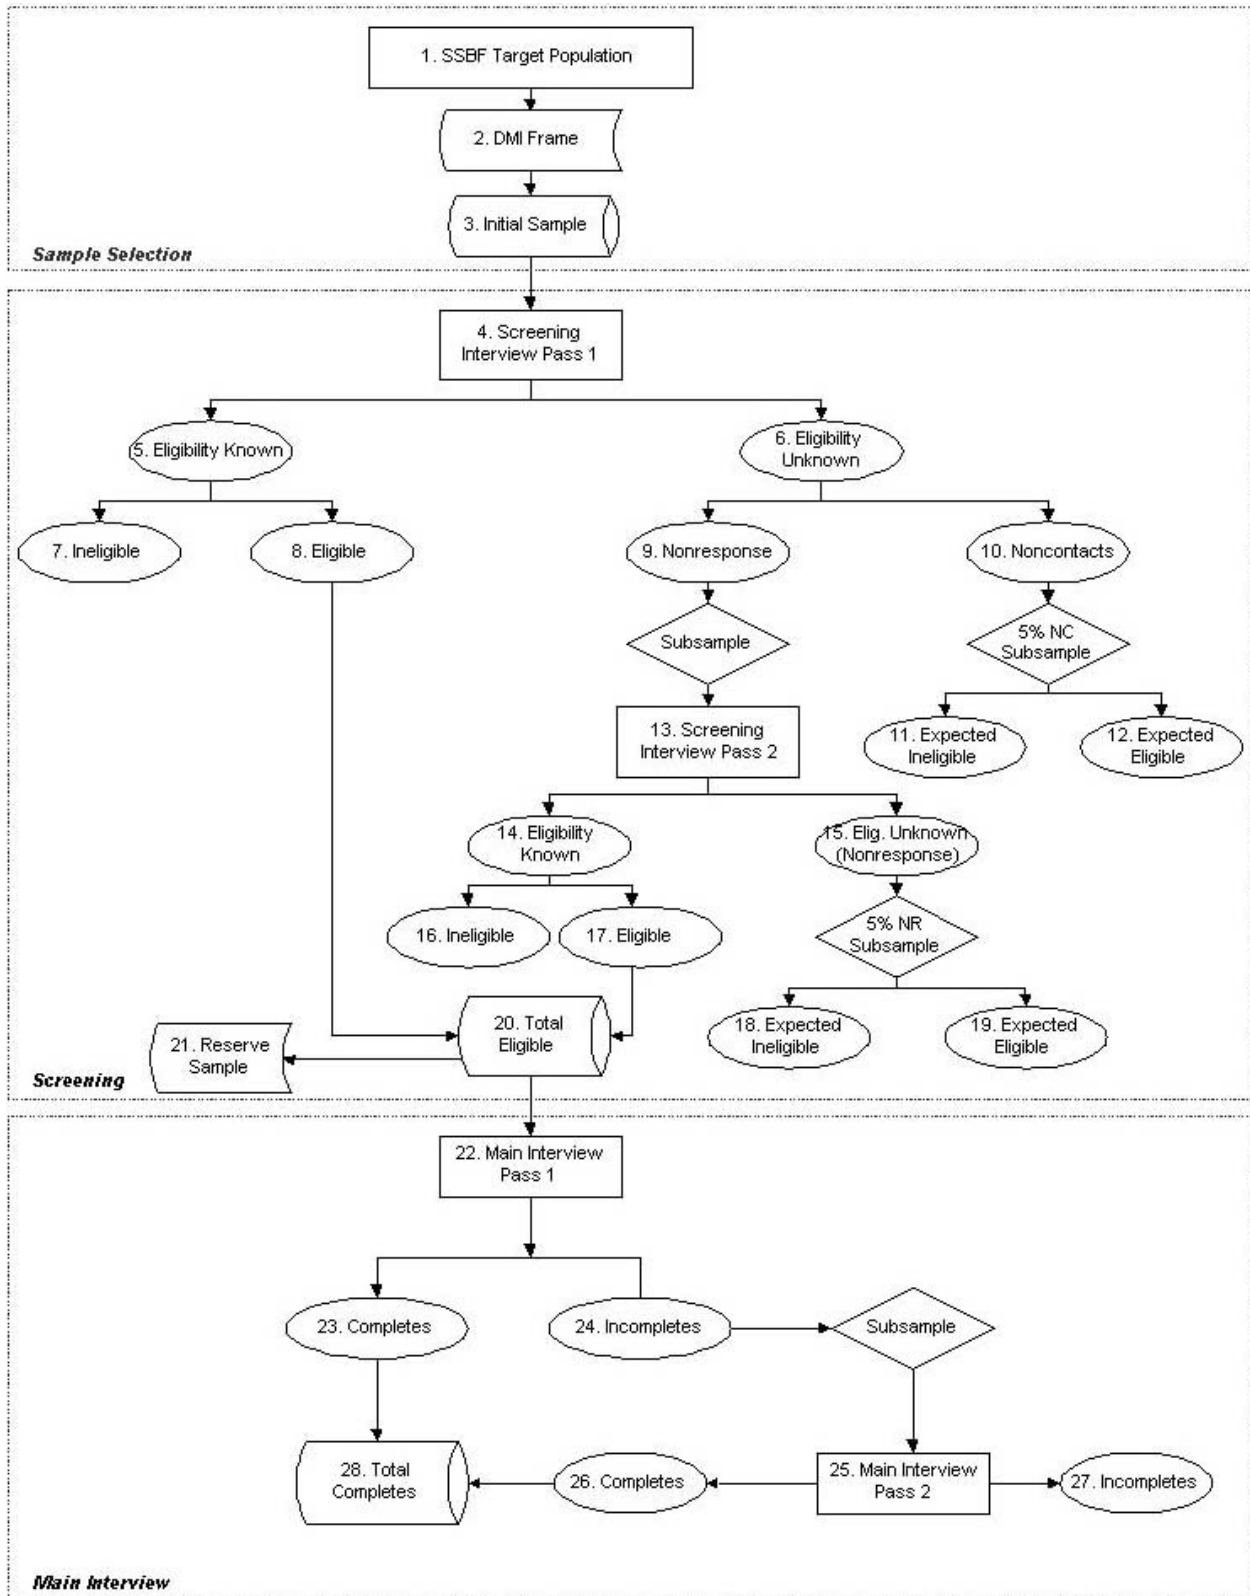 1. SSBF Target Population
2. DMI Frame
3. Initial Sample
Sample Selection
4. Screening
Interview Pass 1
5. Eligibility Known
6. Eligibility
Unknown
7. Ineligible
8. Eligible
9. Nonresponse
10. Noncontacts
Subsample
5% NC
Subsample
13. Screening
Interview Pass 2
11. Expected
Ineligible
12. Expected
Eligible
14. Eligibility
Known
15. Elig. Unknown
(Nonresponse)
16. Ineligible
17. Eligible
5% NR
Subsample
18. Expected
Ineligible
19. Expected
Eligible
20. Total
Eligible
21. Reserve
Sample
Screening
22. Main Interview
Pass 1
23. Completes
24. Incompletes
Subsample
28. Total
Completes
26. Completes
25. Main Interview
Pass 2
27. Incompletes
Main Interview